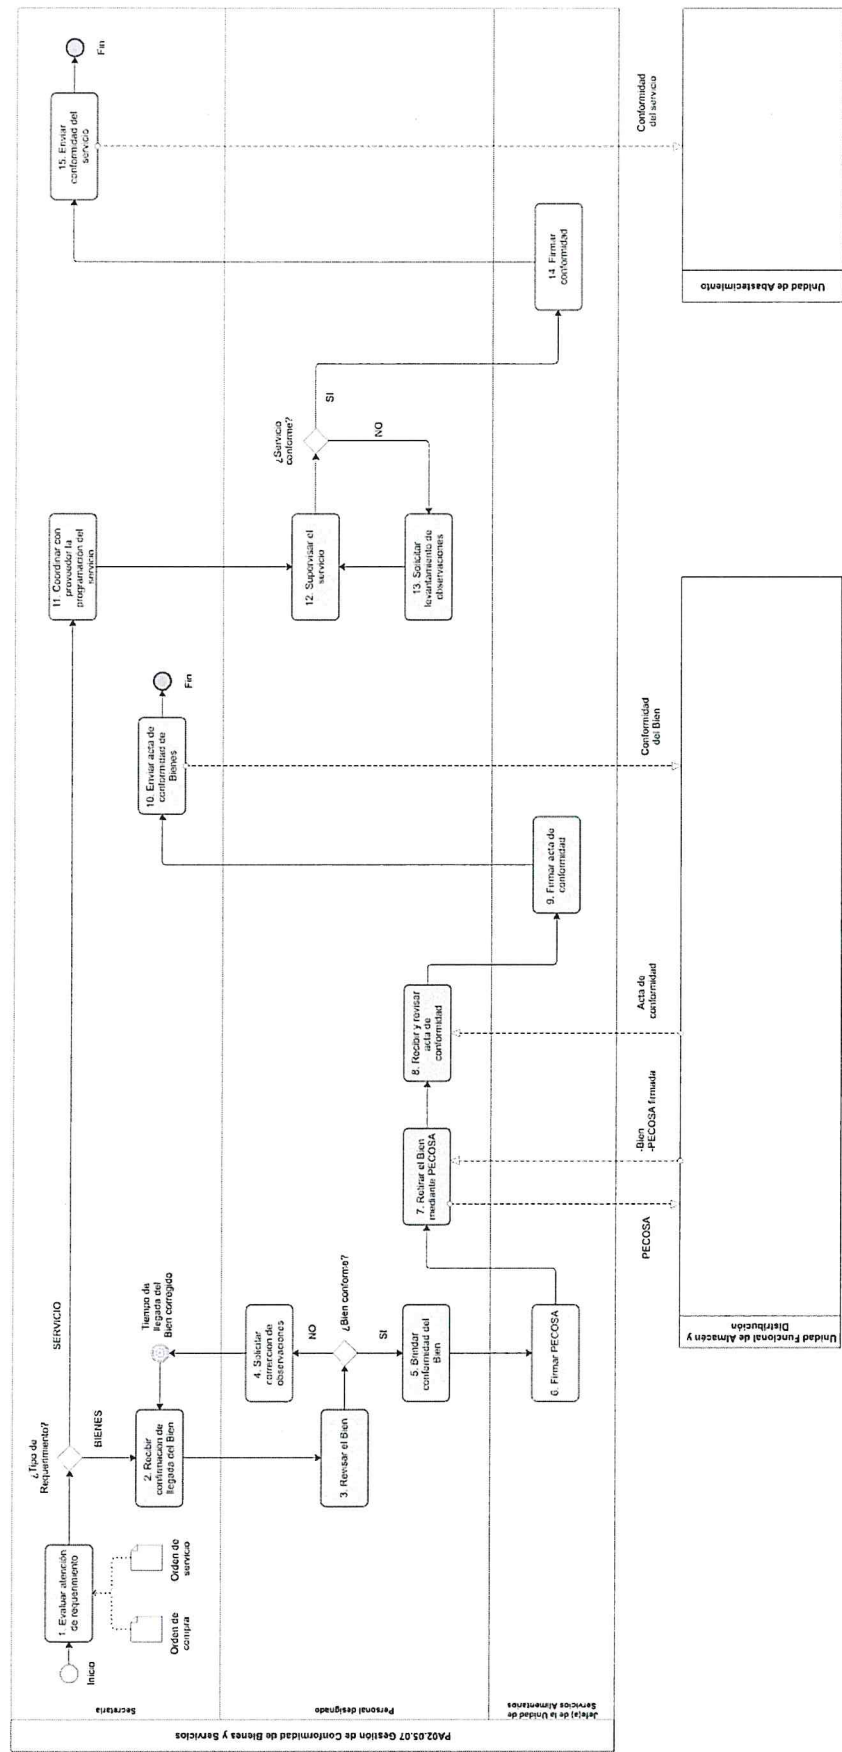 PA02.05.07 Gestión de Conformidad de Bienes y Servicios
Secretaria
Inicio
1. Evaluar atención
de requerimiento
Orden de
compra
Orden de
servicio
¿Tipo de
Requerimiento?
SERVICIO
BIENES
2. Recibir
confirmación de
llegada del Bien
Tiempo de
llegada del
Bien corregido
10. Enviar acta de
conformidad de
Bienes
Fin
11. Coordinar con
proveedor la
programación del
servicio
15. Enviar
conformidad del
servicio
Fin
Personal designado
3. Revisar el Bien
¿Bien conforme?
NO
SI
4. Solicitar
corrección de
observaciones
5. Brindar
conformidad del
Bien
7. Retirar el Bien
mediante PECOSA
8. Recibir y revisar
acta de
conformidad
12. Supervisar el
servicio
¿Servicio
conforme?
SI
NO
13. Solicitar
levantamiento de
observaciones
Jefe(a) de la Unidad de
Servicios Alimentarios
6. Firmar PECOSA
9. Firmar acta de
conformidad
14. Firmar
conformidad
PECOSA
-Bien
-PECOSA firmada
Acta de
conformidad
Conformidad
del Bien
Conformidad
del servicio
Unidad Funcional de Almacén y
Distribución
Unidad de Abastecimiento